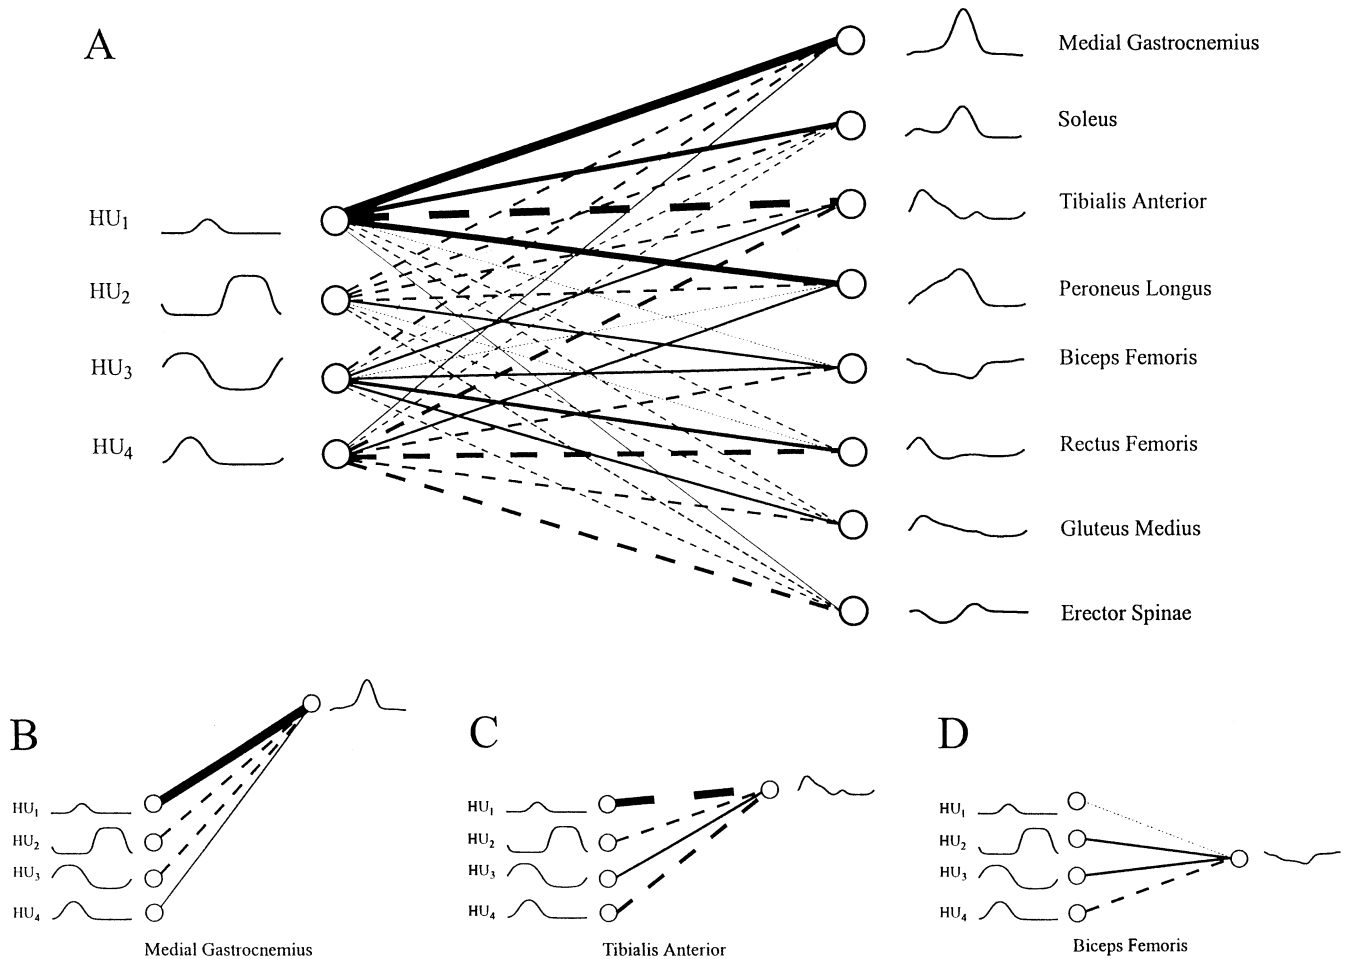 A
Medial Gastrocnemius
Soleus
Tibialis Anterior
HU1
HU2
Peroneus Longus
Biceps Femoris
HU3
Rectus Femoris
HU4
Gluteus Medius
Erector Spinae
B
HU1
HU2
HU3
HU4
Medial Gastrocnemius
C
HU1
HU2
HU3
HU4
Tibialis Anterior
D
HU1
HU2
HU3
HU4
Biceps Femoris